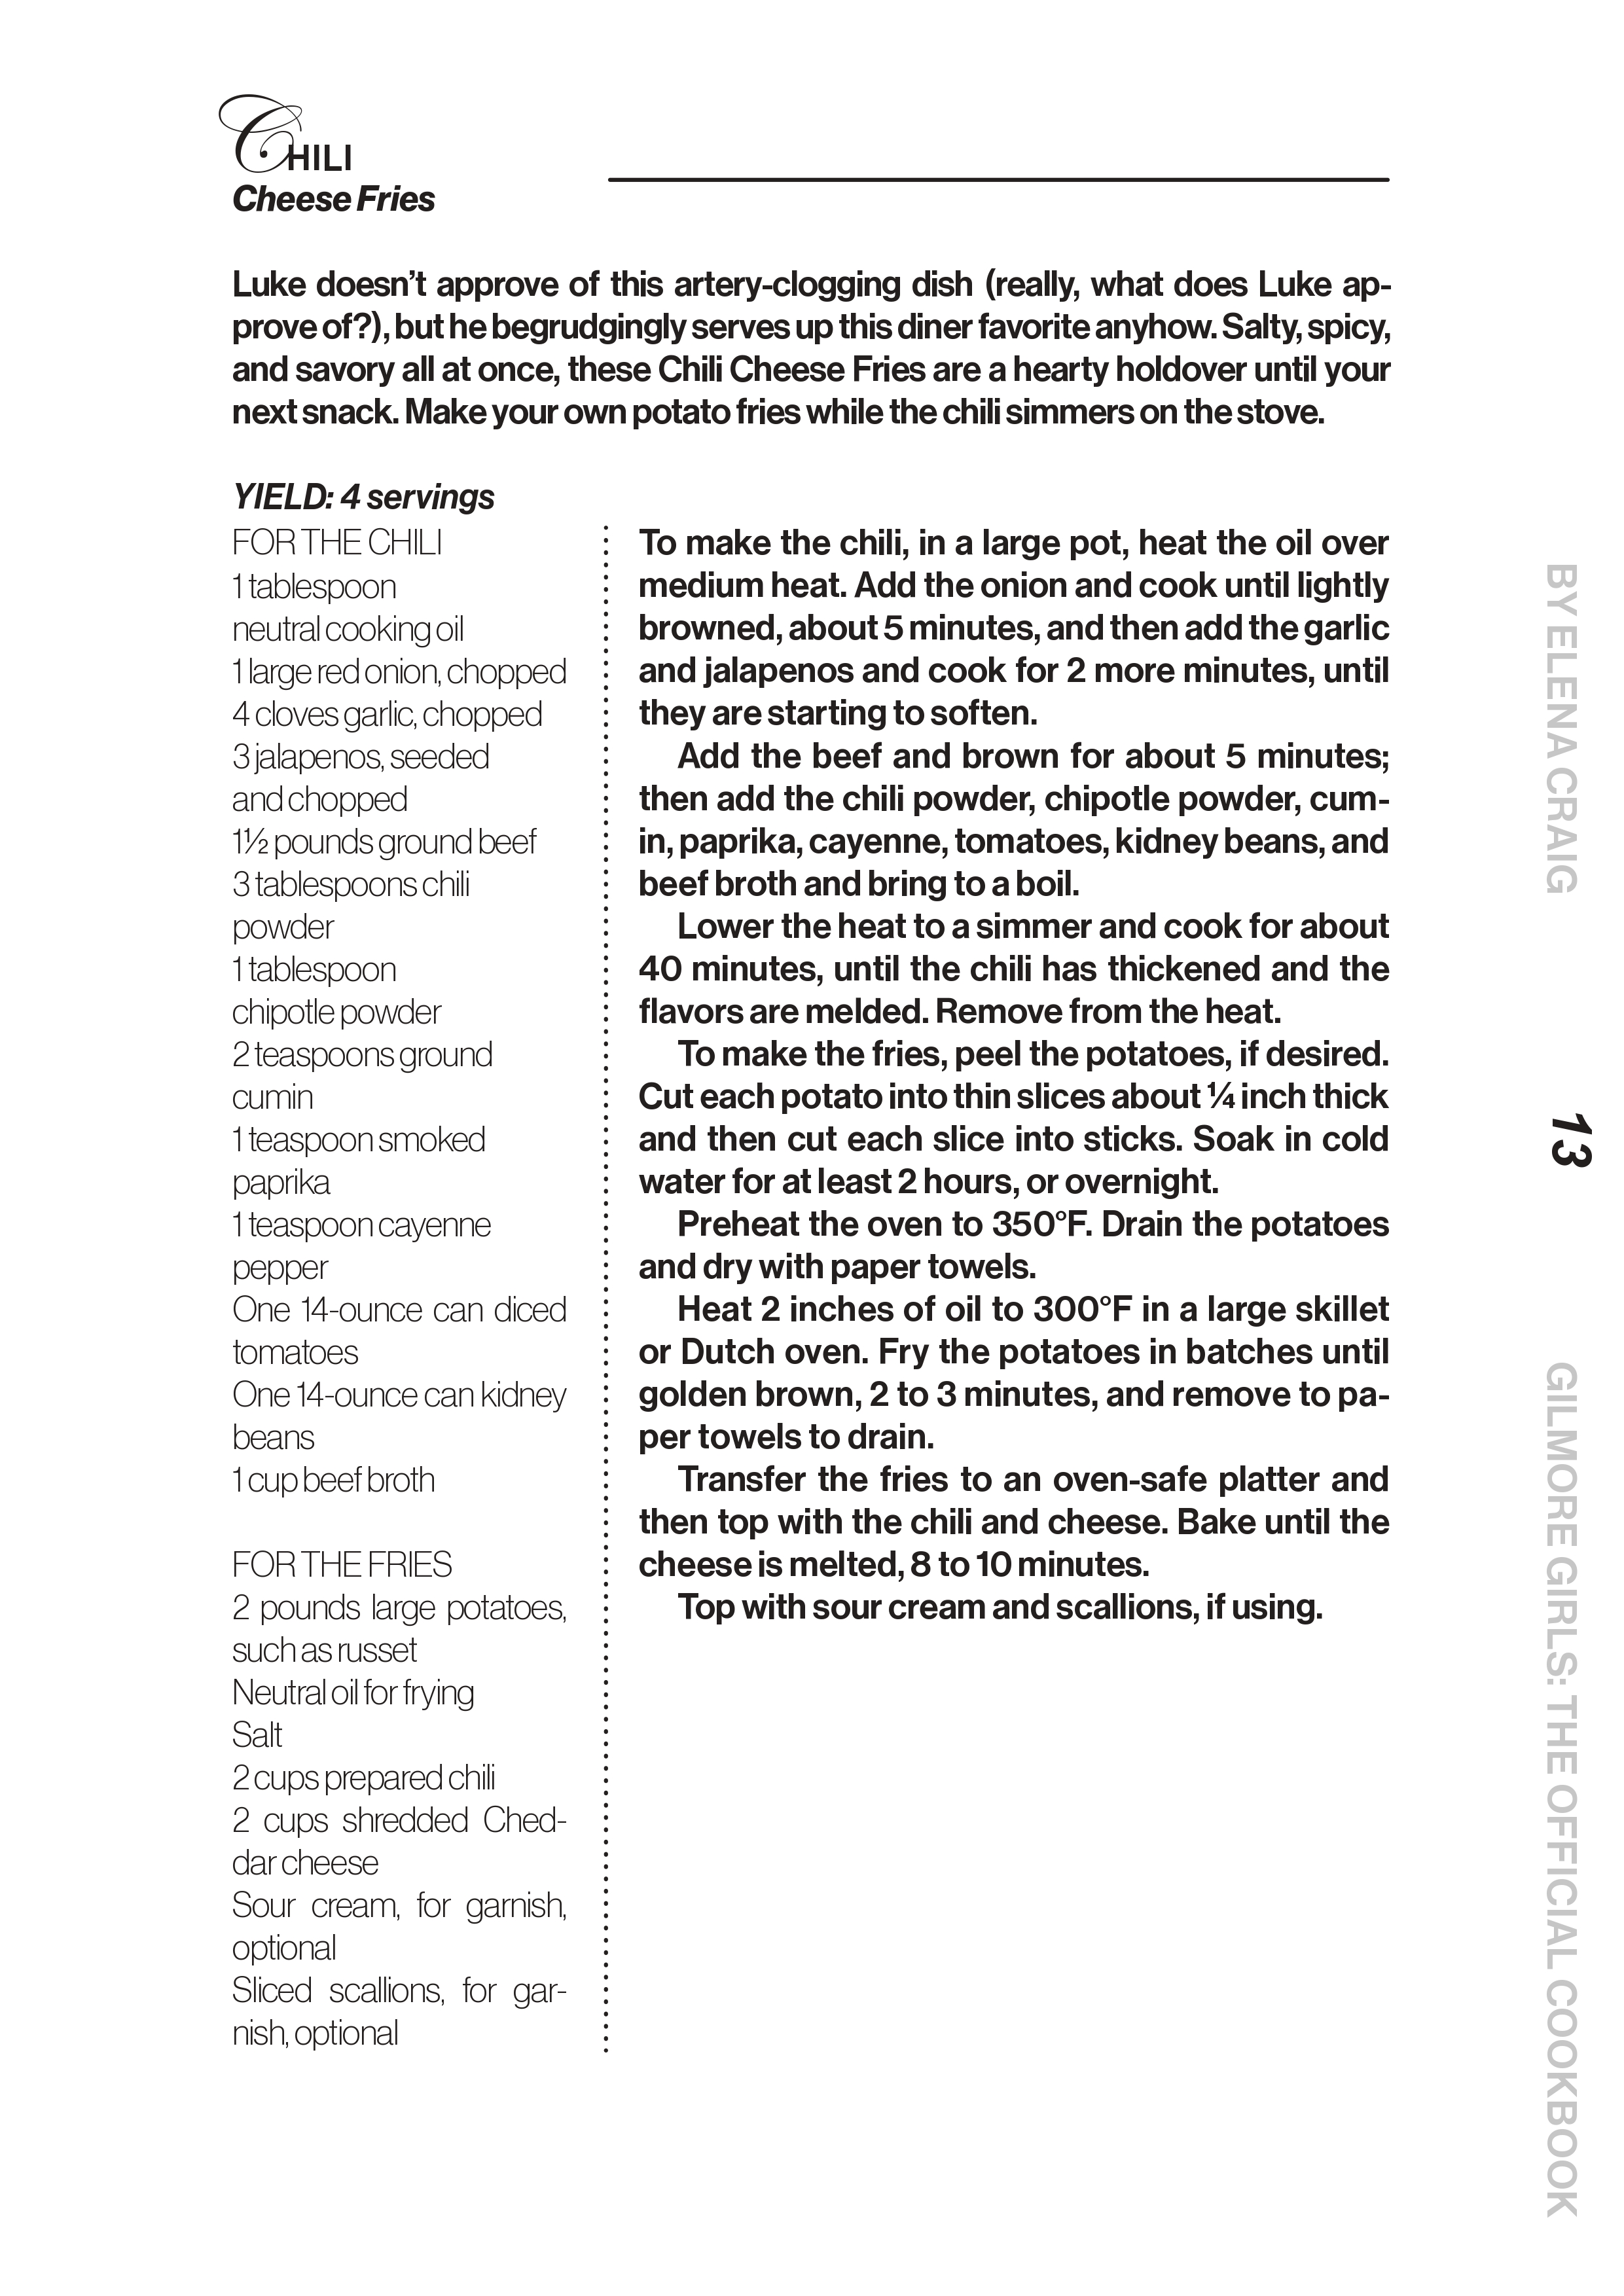 CHILI
Cheese Fries
Luke doesn’t approve of this artery-clogging dish (really, what does Luke ap-
prove of?), but he begrudgingly serves up this diner favorite anyhow. Salty, spicy,
and savory all at once, these Chili Cheese Fries are a hearty holdover until your
next snack. Make your own potato fries while the chili simmers on the stove.
YIELD: 4 servings
FOR THE CHILI
1 tablespoon
neutral cooking oil
1 large red onion, chopped
4 cloves garlic, chopped
3 jalapenos, seeded
and chopped
1½ pounds ground beef
3 tablespoons chili
powder
1 tablespoon
chipotle powder
2 teaspoons ground
cumin
1 teaspoon smoked
paprika
1 teaspoon cayenne
pepper
One 14-ounce can diced
tomatoes
One 14-ounce can kidney
beans
1 cup beef broth
FOR THE FRIES
2 pounds large potatoes,
such as russet
Neutral oil for frying
Salt
2 cups prepared chili
2 cups shredded Ched-
dar cheese
Sour cream, for garnish,
optional
Sliced scallions, for gar-
nish, optional
To make the chili, in a large pot, heat the oil over
medium heat. Add the onion and cook until lightly
browned, about 5 minutes, and then add the garlic
and jalapenos and cook for 2 more minutes, until
they are starting to soften.
Add the beef and brown for about 5 minutes;
then add the chili powder, chipotle powder, cum-
in, paprika, cayenne, tomatoes, kidney beans, and
beef broth and bring to a boil.
Lower the heat to a simmer and cook for about
40 minutes, until the chili has thickened and the
flavors are melded. Remove from the heat.
To make the fries, peel the potatoes, if desired.
Cut each potato into thin slices about ¼ inch thick
and then cut each slice into sticks. Soak in cold
water for at least 2 hours, or overnight.
Preheat the oven to 350°F. Drain the potatoes
and dry with paper towels.
Heat 2 inches of oil to 300°F in a large skillet
or Dutch oven. Fry the potatoes in batches until
golden brown, 2 to 3 minutes, and remove to pa-
per towels to drain.
Transfer the fries to an oven-safe platter and
then top with the chili and cheese. Bake until the
cheese is melted, 8 to 10 minutes.
Top with sour cream and scallions, if using.
BY ELENA CRAIG
13
GILMORE GIRLS: THE OFFICIAL COOKBOOK